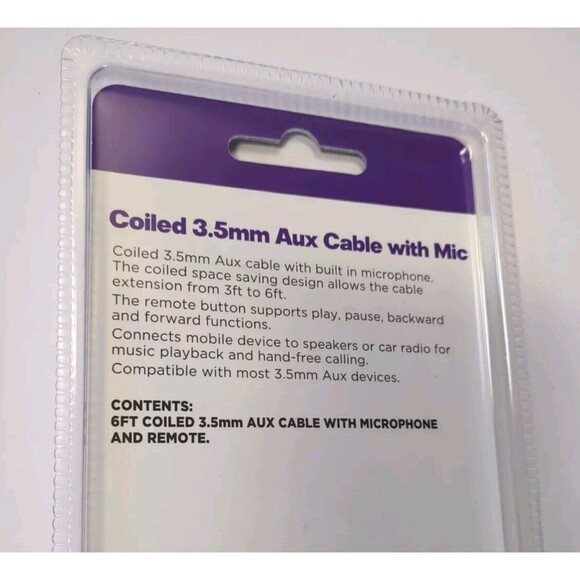 Coiled 3.5mm Aux Cable with Mic
Coiled 3.5mm Aux cable with built in microphone.
The coiled space saving design allows the cable
extension from 3ft to 6ft.
The remote button supports play, pause, backward
and forward functions.
Connects mobile device to speakers or car radio for
music playback and hand-free calling.
Compatible with most 3.5mm Aux devices.
CONTENTS:
6FT COILED 3.5mm AUX CABLE WITH MICROPHONE
AND REMOTE.